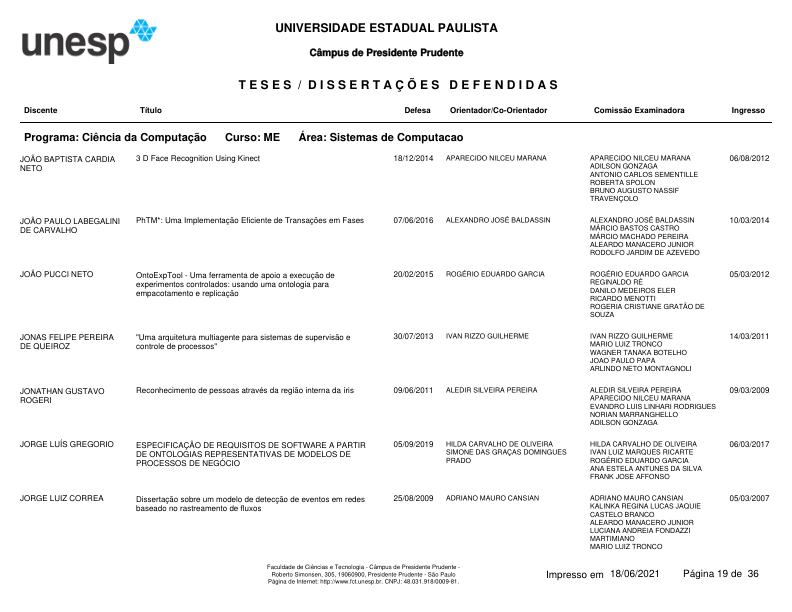 unesp
UNIVERSIDADE ESTADUAL PAULISTA
Câmpus de Presidente Prudente
TESES / DISSERTAÇÕES DEFENDIDAS
Discente Título Defesa Orientador/Co-Orientador Comissão Examinadora Ingresso
Programa: Ciência da Computação Curso: ME Área: Sistemas de Computacao
JOÃO BAPTISTA CARDIA NETO
3 D Face Recognition Using Kinect
18/12/2014
APARECIDO NILCEU MARANA
APARECIDO NILCEU MARANA
ADILSON GONZAGA
ANTONIO CARLOS SEMENTILLE
ROBERTA SPOLON
BRUNO AUGUSTO NASSIF
TRAVENÇOLO
06/08/2012
JOÃO PAULO LABEGALINI
DE CARVALHO
PhTM*: Uma Implementação Eficiente de Transações em Fases
07/06/2016
ALEXANDRO JOSÉ BALDASSIN
ALEXANDRO JOSÉ BALDASSIN
MÁRCIO BASTOS CASTRO
MÁRCIO MACHADO PEREIRA
ALEARDO MANACERO JUNIOR
RODOLFO JARDIM DE AZEVEDO
10/03/2014
JOÃO PUCCI NETO
OntoExpTool - Uma ferramenta de apoio a execução de
experimentos controlados: usando uma ontologia para
empacotamento e replicação
20/02/2015
ROGÉRIO EDUARDO GARCIA
ROGÉRIO EDUARDO GARCIA
REGINALDO RÉ
DANILO MEDEIROS ELER
RICARDO MENOTTI
ROGERIA CRISTIANE GRATÃO DE
SOUZA
05/03/2012
JONAS FELIPE PEREIRA
DE QUEIROZ
"Uma arquitetura multiagente para sistemas de supervisão e
controle de processos"
30/07/2013
IVAN RIZZO GUILHERME
IVAN RIZZO GUILHERME
MARIO LUIZ TRONCO
WAGNER TANAKA BOTELHO
JOAO PAULO PAPA
ARLINDO NETO MONTAGNOLI
14/03/2011
JONATHAN GUSTAVO
ROGERI
Reconhecimento de pessoas através da região interna da íris
09/06/2011
ALEDIR SILVEIRA PEREIRA
ALEDIR SILVEIRA PEREIRA
APARECIDO NILCEU MARANA
EVANDRO LUIS LINHARI RODRIGUES
NORIAN MARRANGHELLO
ADILSON GONZAGA
09/03/2009
JORGE LUÍS GREGORIO
ESPECIFICAÇÃO DE REQUISITOS DE SOFTWARE A PARTIR
DE ONTOLOGIAS REPRESENTATIVAS DE MODELOS DE
PROCESSOS DE NEGÓCIO
05/09/2019
HILDA CARVALHO DE OLIVEIRA
SIMONE DAS GRAÇAS DOMINGUES
PRADO
HILDA CARVALHO DE OLIVEIRA
IVAN LUIZ MARQUES RICARTE
ROGÉRIO EDUARDO GARCIA
ANA ESTELA ANTUNES DA SILVA
FRANK JOSE AFFONSO
06/03/2017
JORGE LUIZ CORREA
Dissertação sobre um modelo de detecção de eventos em redes
baseado no rastreamento de fluxos
25/08/2009
ADRIANO MAURO CANSIAN
ADRIANO MAURO CANSIAN
KALINKA REGINA LUCAS JAQUIE
CASTELO BRANCO
ALEARDO MANACERO JUNIOR
LUCIANA ANDREIA FONDAZZI
MARTIMIANO
MARIO LUIZ TRONCO
05/03/2007
Faculdade de Ciências e Tecnologia - Câmpus de Presidente Prudente -
Roberto Simonsen, 305, 19060900, Presidente Prudente - São Paulo
Página de Internet: http://www.fct.unesp.br. CNPJ: 48.031.918/0009-81.
Impresso em 18/06/2021 Página 19 de 36